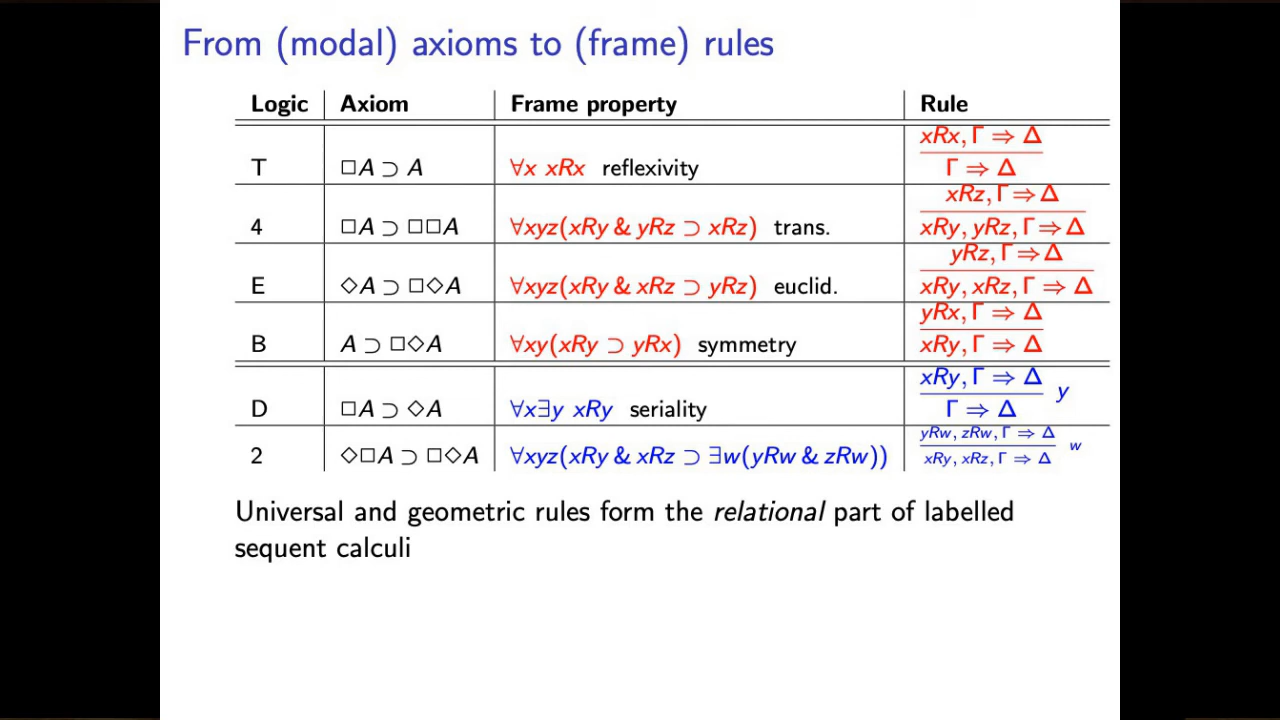 From (modal) axioms to (frame) rules
Logic Axiom Frame property Rule
xRx, Γ ⇒ Δ
T □A ⊃ A ∀x xRx reflexivity Γ ⇒ Δ
xRz, Γ ⇒ Δ
4 □A ⊃ □□A ∀xyz(xRy & yRz ⊃ xRz) trans. xRy, yRz, Γ ⇒ Δ
yRz, Γ ⇒ Δ
E ◇A ⊃ □◇A ∀xyz(xRy & xRz ⊃ yRz) euclid. xRy, xRz, Γ ⇒ Δ
yRx, Γ ⇒ Δ
B A ⊃ □◇A ∀xy(xRy ⊃ yRx) symmetry xRy, Γ ⇒ Δ
xRy, Γ ⇒ Δ y
D □A ⊃ ◇A ∀x∃y xRy seriality Γ ⇒ Δ
yRw, zRw, Γ ⇒ Δ w
2 ◇□A ⊃ □◇A ∀xyz(xRy & xRz ⊃ ∃w(yRw & zRw)) xRy, xRz, Γ ⇒ Δ
Universal and geometric rules form the relational part of labelled
sequent calculi